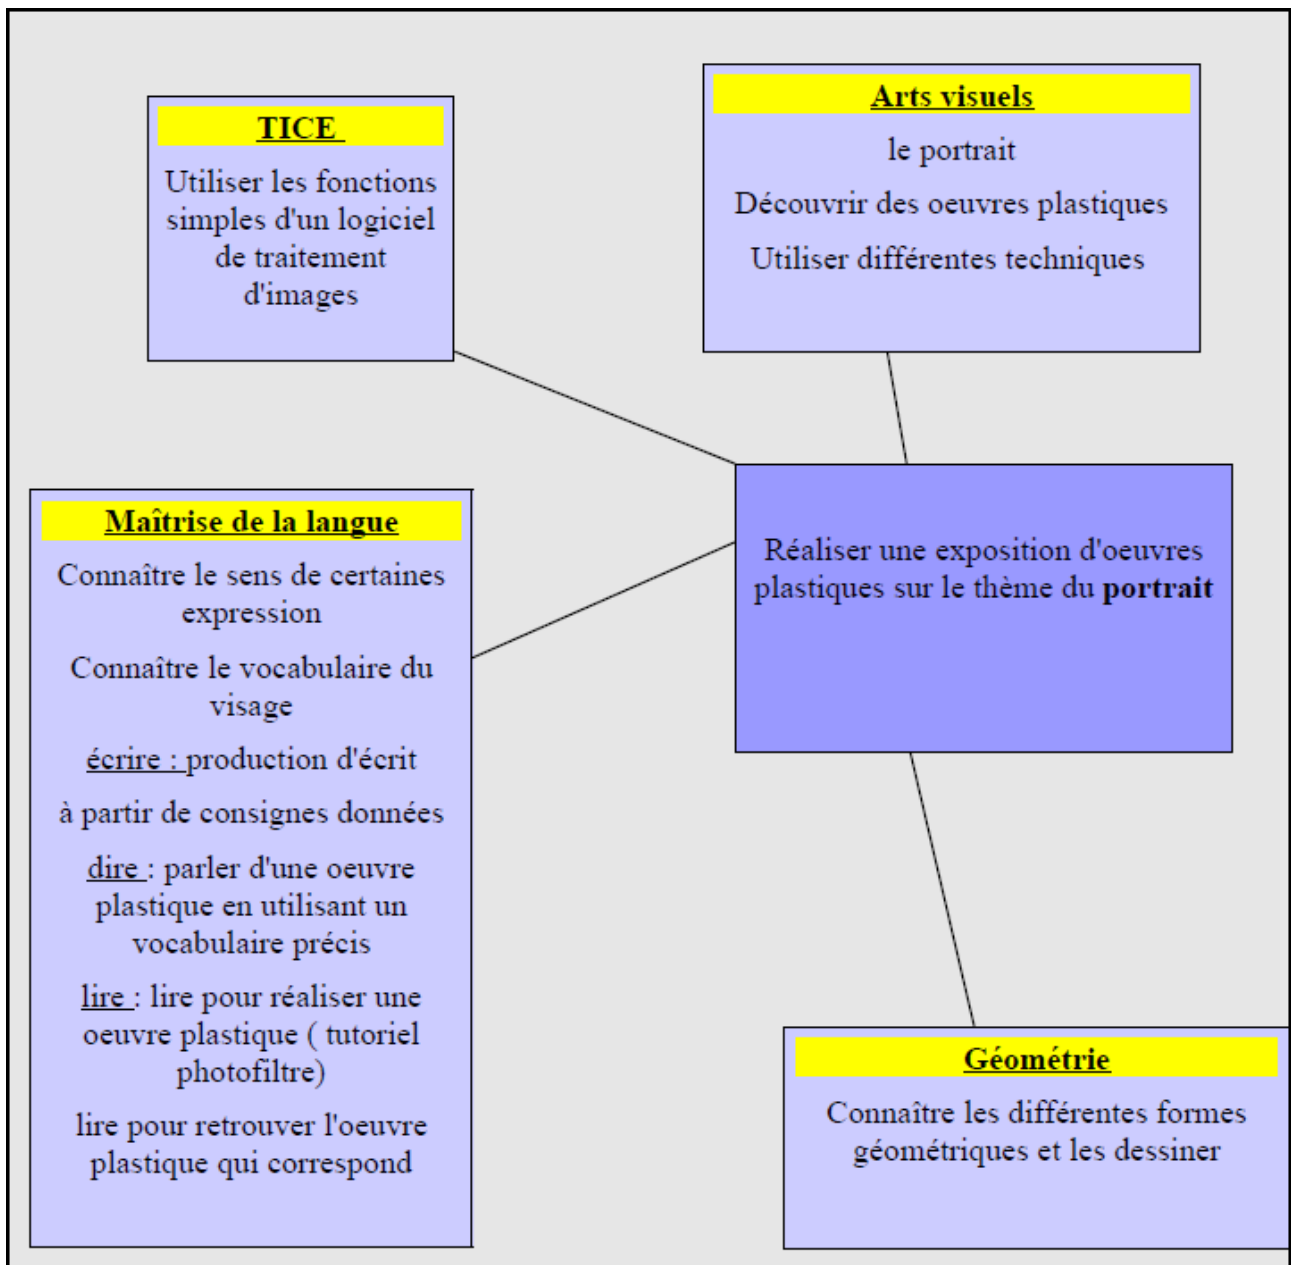 TICE
Utiliser les fonctions
simples d'un logiciel
de traitement
d'images
Arts visuels
le portrait
Découvrir des oeuvres plastiques
Utiliser différentes techniques
Maîtrise de la langue
Connaître le sens de certaines
expression
Connaître le vocabulaire du
visage
écrire : production d'écrit
à partir de consignes données
dire : parler d'une oeuvre
plastique en utilisant un
vocabulaire précis
lire : lire pour réaliser une
oeuvre plastique ( tutoriel
photofiltre)
lire pour retrouver l'oeuvre
plastique qui correspond
Réaliser une exposition d'oeuvres
plastiques sur le thème du portrait
Géométrie
Connaître les différentes formes
géométriques et les dessiner